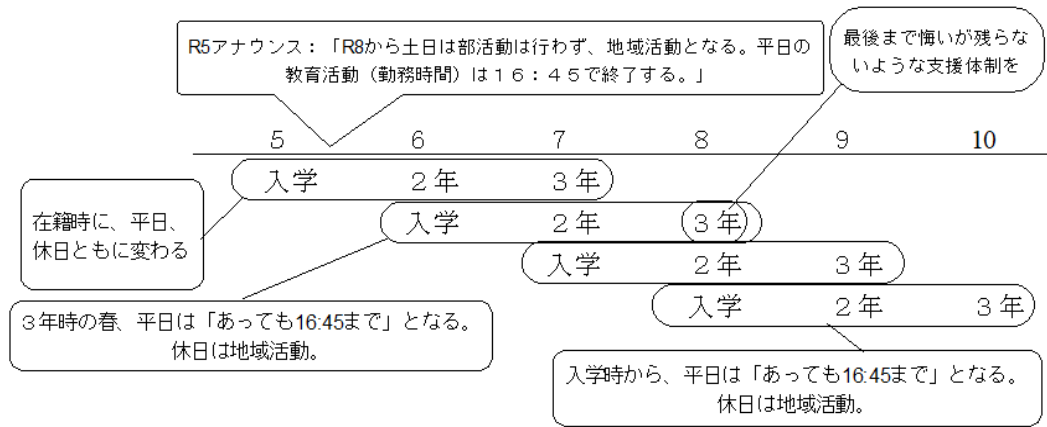 R5アナウンス：「R8から土日は部活動は行わず、地域活動となる。平日の
教育活動（勤務時間）は１６：４５で終了する。」
最後まで悔いが残らな
いような支援体制を
５ ６ ７ ８ ９ 10
入学 ２年 ３年
在籍時に、平日、
休日ともに変わる
入学 ２年 ３年
入学 ２年 ３年
入学 ２年 ３年
３年時の春、平日は「あっても16:45まで」となる。
休日は地域活動。
入学時から、平日は「あっても16:45まで」となる。
休日は地域活動。